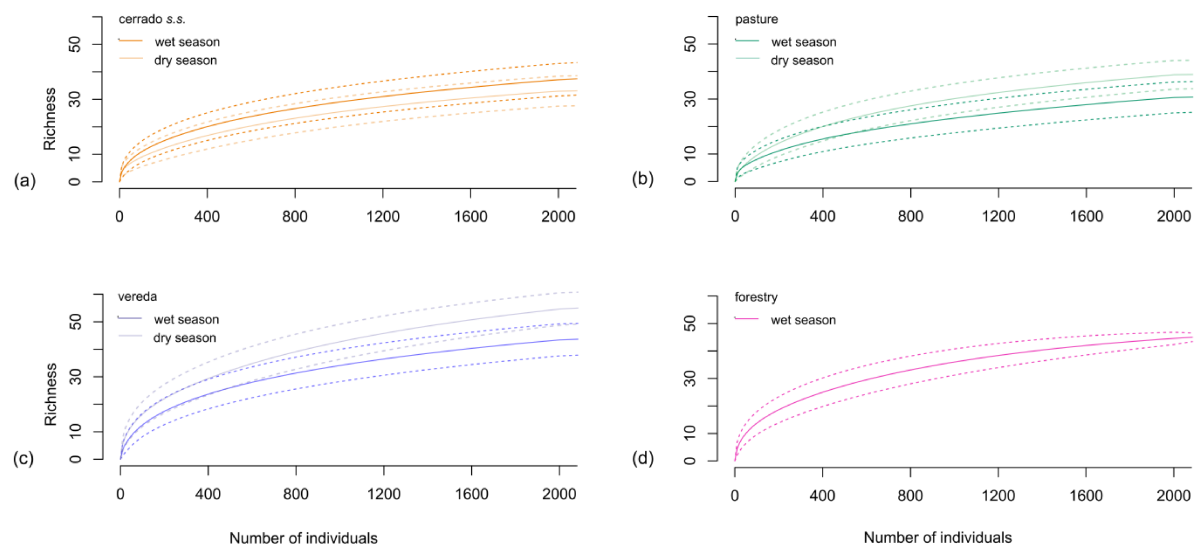 cerrado s.s.
wet season
dry season
Richness
50
30
10
0
(a)
0 400 800 1200 1600 2000
pasture
wet season
dry season
50
30
10
0
(b)
0 400 800 1200 1600 2000
vereda
wet season
dry season
Richness
50
30
10
0
(c)
0 400 800 1200 1600 2000
Number of individuals
forestry
wet season
50
30
10
0
(d)
0 400 800 1200 1600 2000
Number of individuals